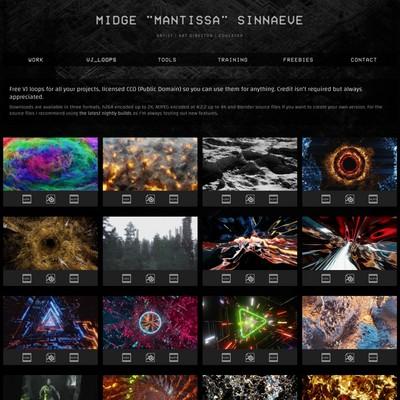 MIDGE "MANTISSA" SINNAEVE
ARTIST | ART DIRECTOR | EDUCATOR
WORK VJ_LOOPS TOOLS TRAINING FREEBIES CONTACT
Free VJ loops for all your projects, licensed CC0 (Public Domain) so you can use them for anything. Credit isn't required but always
appreciated.
Downloads are available in three formats, h264 encoded up to 2K, MJPEG encoded at 4:2:2 up to 4K and Blender source files if you want to create your own version. For the
source files I recommend using the latest nightly builds as I'm always testing out new features.